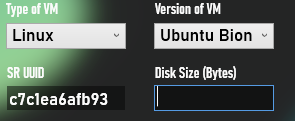 Type of VM Version of VM
Linux Ubuntu Bion
SR UUID Disk Size (Bytes)
c7c1ea6afb93